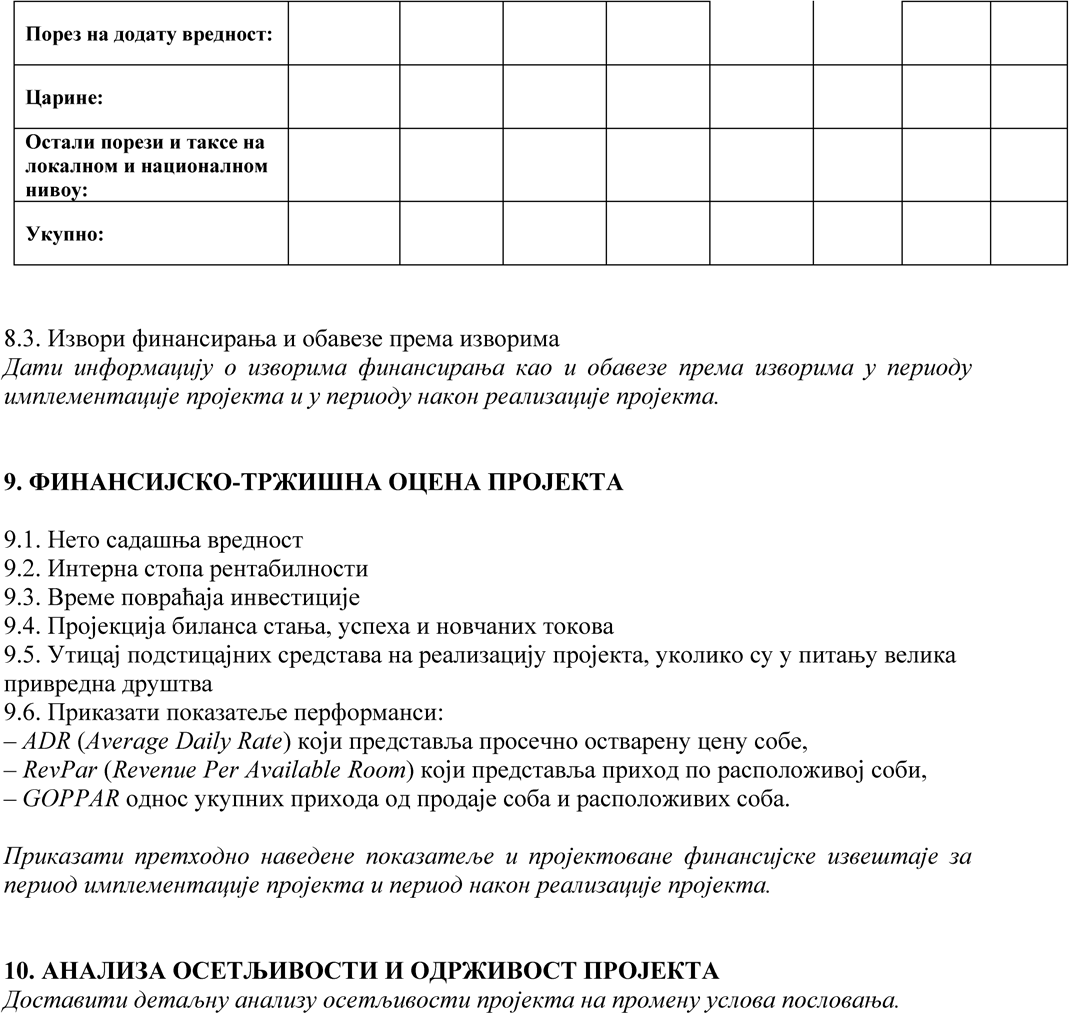 Порез на додату вредност:
Царине:
Остали порези и таксе на
локалном и националном
нивоу:
Укупно:
8.3. Извори финансирања и обавезе према изворима
Дати информацију о изворима финансирања као и обавезе према изворима у периоду
имплементације пројекта и у периоду након реализације пројекта.
9. ФИНАНСИЈСКО-ТРЖИШНА ОЦЕНА ПРОЈЕКТА
9.1. Нето садашња вредност
9.2. Интерна стопа рентабилности
9.3. Време повраћаја инвестиције
9.4. Пројекција биланса стања, успеха и новчаних токова
9.5. Утицај подстицајних средстава на реализацију пројекта, уколико су у питању велика
привредна друштва
9.6. Приказати показатеље перформанси:
– ADR (Average Daily Rate) који представља просечно остварену цену собе,
– RevPar (Revenue Per Available Room) који представља приход по расположивој соби,
– GOPPAR однос укупних прихода од продаје соба и расположивих соба.
Приказати претходно наведене показатеље и пројектоване финансијске извештаје за
период имплементације пројекта и период након реализације пројекта.
10. АНАЛИЗА ОСЕТЉИВОСТИ И ОДРЖИВОСТ ПРОЈЕКТА
Доставити детаљну анализу осетљивости пројекта на промену услова пословања.